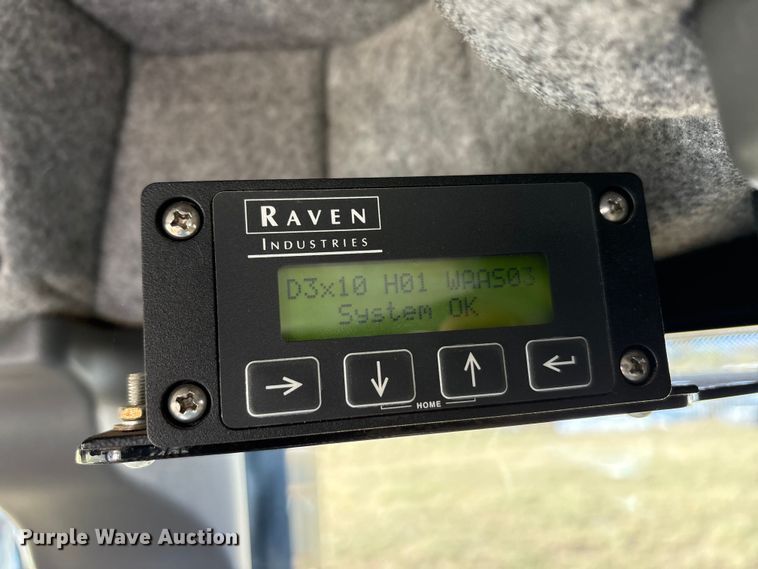 RAVEN
INDUSTRIES
D3x10 H01 WAAS03
System OK
HOME
Purple Wave Auction